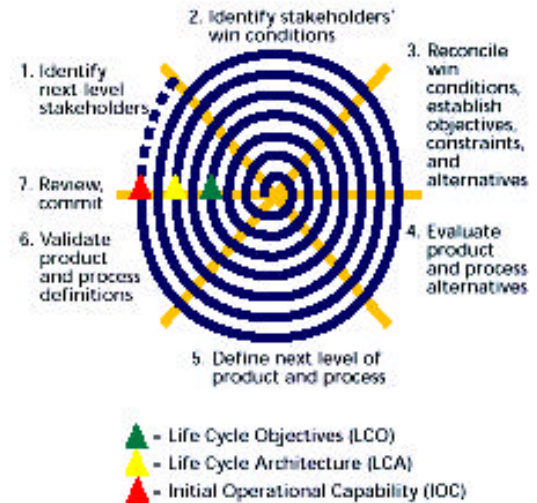 2. Identify stakeholders'
win conditions
1. Identify
next level
stakeholders
3. Reconcile
win
conditions,
establish
objectives,
constraints,
and
alternatives
7. Review,
commit
6. Validate
product
and process
definitions
4. Evaluate
product
and process
alternatives
5. Define next level of
product and process
- Life Cycle Objectives (LCO)
- Life Cycle Architecture (LCA)
- Initial Operational Capability (IOC)